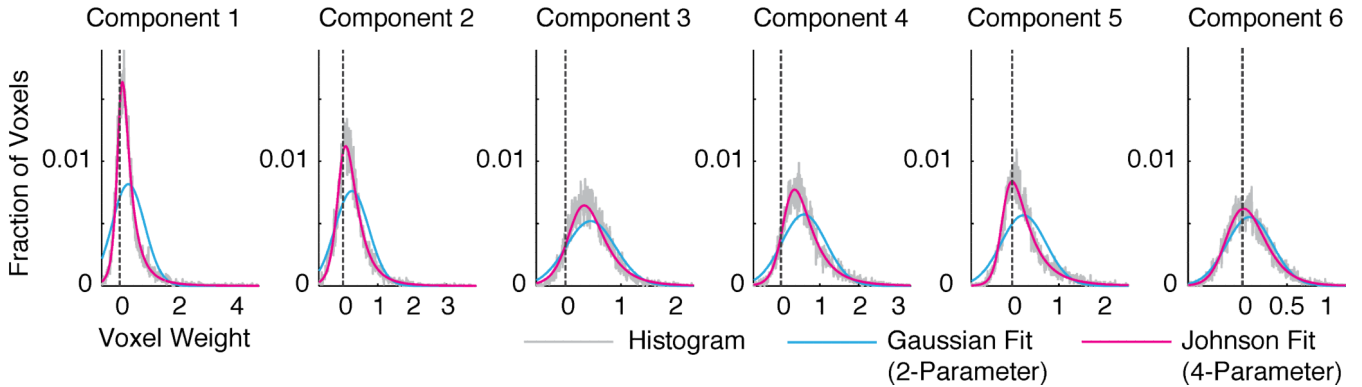 Component 1 Component 2 Component 3 Component 4 Component 5 Component 6
Fraction of Voxels
0.01 0.01 0.01 0.01 0.01 0.01
0 0 0 0 0 0
0 2 4 0 1 2 3 0 1 2 0 1 2 3 0 1 2 0 0.5 1
Voxel Weight
Histogram Gaussian Fit Johnson Fit
(2-Parameter) (4-Parameter)